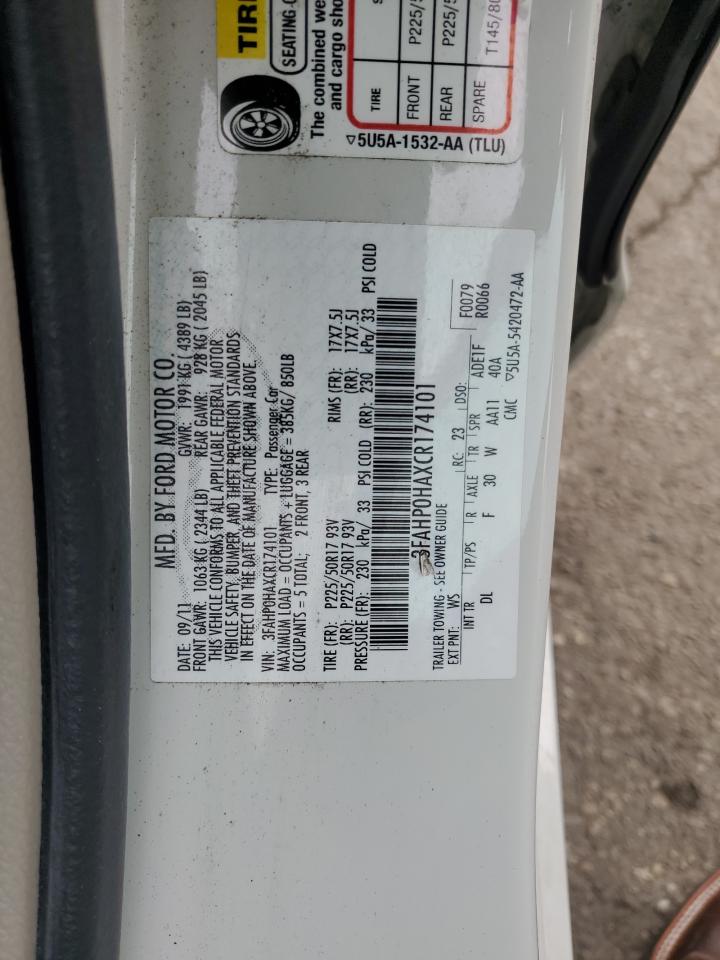 TIRE
SEATING
The combined we
and cargo sho
TIRE
FRONT P225/5
REAR P225/5
SPARE T145/80
▽5U5A-1532-AA (TLU)
MFD. BY FORD MOTOR CO.
DATE: 09/11 GVWR: 1991 KG ( 4389 LB)
FRONT GAWR: 1063 KG ( 2344 LB) REAR GAWR: 928 KG ( 2045 LB)
THIS VEHICLE CONFORMS TO ALL APPLICABLE FEDERAL MOTOR
VEHICLE SAFETY, BUMPER, AND THEFT PREVENTION STANDARDS
IN EFFECT ON THE DATE OF MANUFACTURE SHOWN ABOVE.
VIN: 3FAHP0HAXCR174101 TYPE: Passenger Car
MAXIMUM LOAD = OCCUPANTS + LUGGAGE = 385KG/ 850LB
OCCUPANTS = 5 TOTAL; 2 FRONT, 3 REAR
TIRE (FR): P225/50R17 93V RIMS (FR): 17X7.5J
(RR): P225/50R17 93V (RR): 17X7.5J
PRESSURE (FR): 230 kPa/ 33 PSI COLD (RR): 230 kPa/ 33 PSI COLD
3FAHP0HAXCR174101
TRAILER TOWING - SEE OWNER GUIDE
EXT PNT: WS RC: 23 DSO: F0079
INT TR TP/PS R AXLE TR SPR ADE1F R0066
DL F 30 W AA11 40A
CMC ▽5U5A-5420472-AA